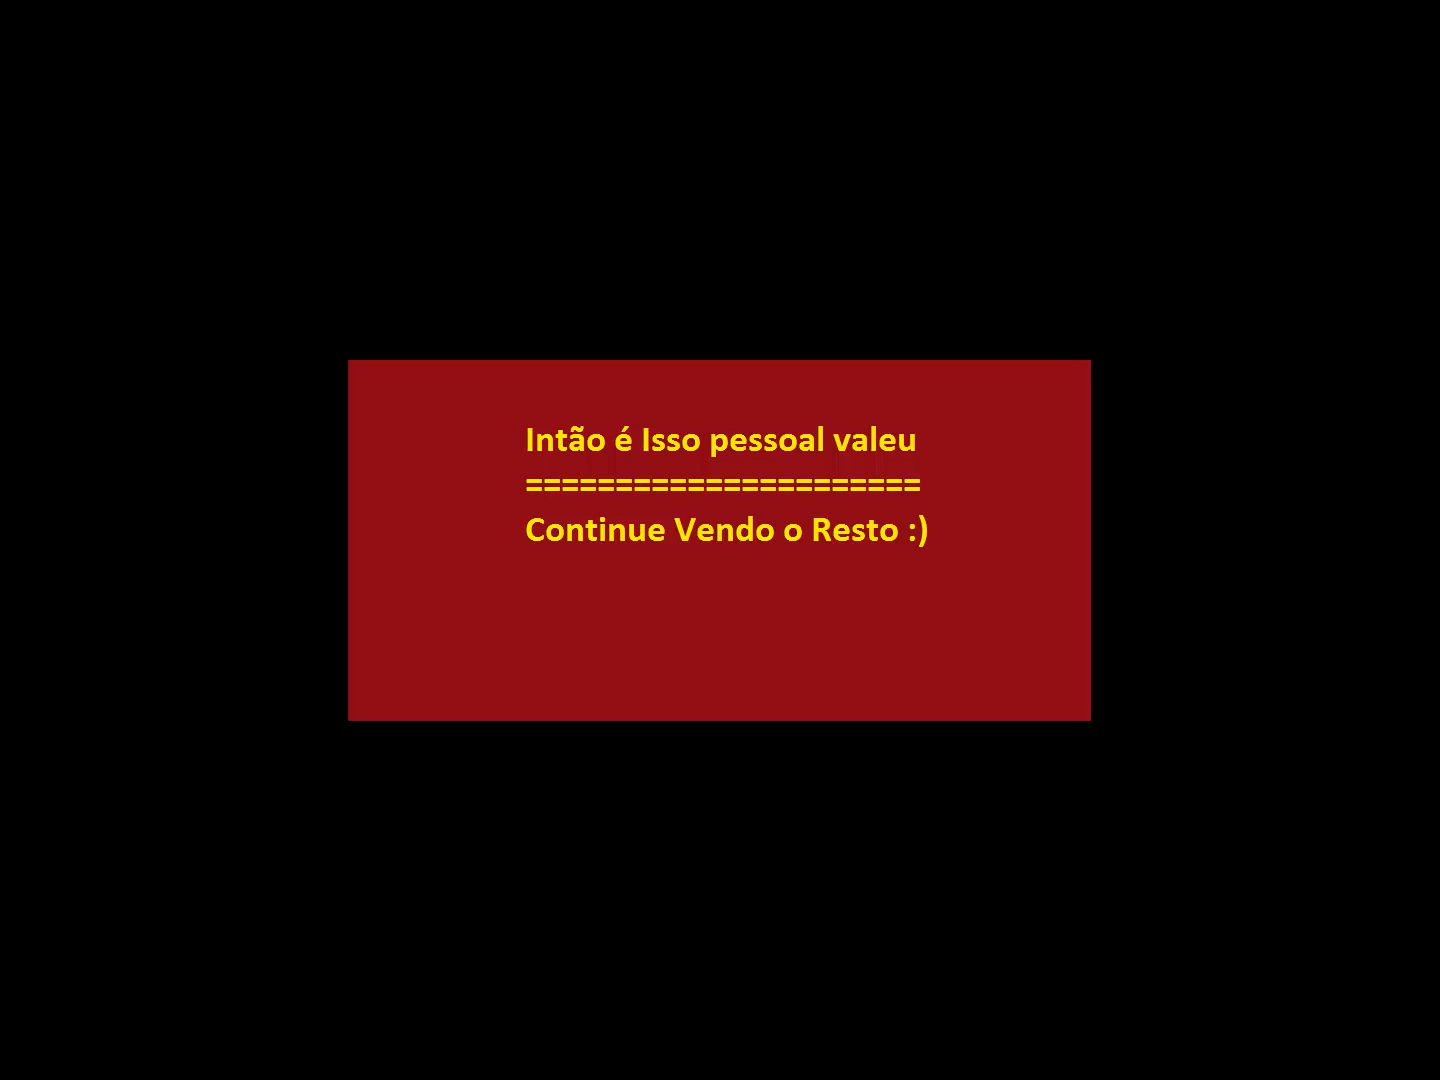 Intão é Isso pessoal valeu
======================
Continue Vendo o Resto :)